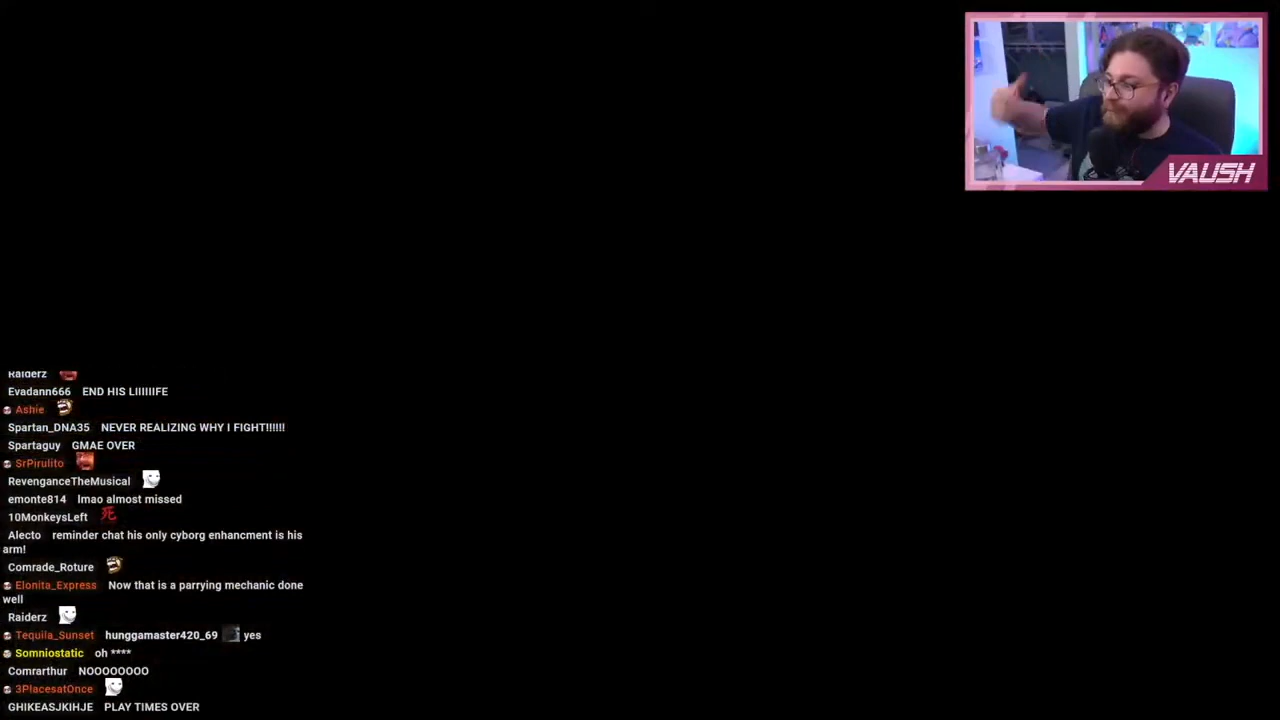 VAUSH
Raiderz
Evadann666 END HIS LIIIIIIFE
Ashie
Spartan_DNA35 NEVER REALIZING WHY I FIGHT!!!!!!
Spartaguy GMAE OVER
SrPirulito
RevenganceTheMusical
emonte814 lmao almost missed
10MonkeysLeft 死
Alecto reminder chat his only cyborg enhancment is his
arm!
Comrade_Roture
Elonita_Express Now that is a parrying mechanic done
well
Raiderz
Tequila_Sunset hunggamaster420_69 yes
Somniostatic oh ****
Comrarthur NOOOOOOOO
3PlacesatOnce
GHIKEASJKIHJE PLAY TIMES OVER